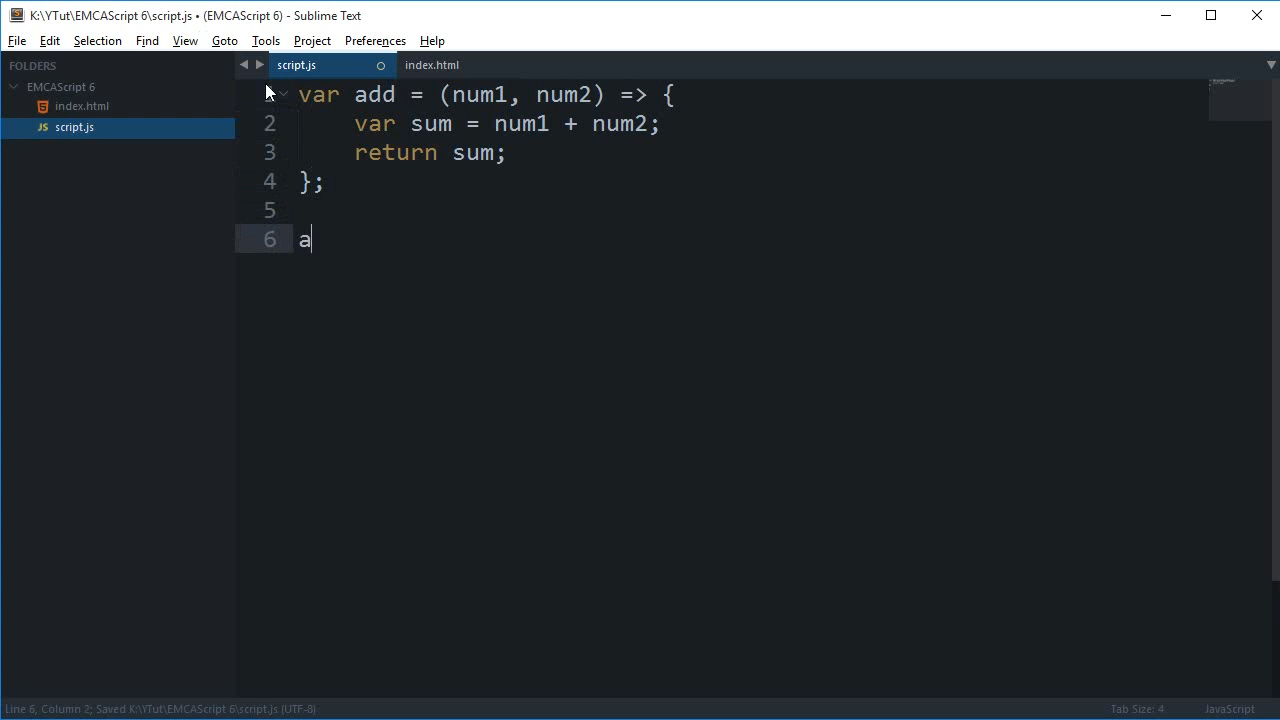 K:\YTut\EMCAScript 6\script.js • (EMCAScript 6) - Sublime Text
File Edit Selection Find View Goto Tools Project Preferences Help
FOLDERS
EMCAScript 6
index.html
JS script.js
script.js index.html
var add = (num1, num2) => {
2 var sum = num1 + num2;
3 return sum;
4 };
5
6 a
Line 6, Column 2; Saved K:\YTut\EMCAScript 6\script.js (UTF-8) Tab Size: 4 JavaScript